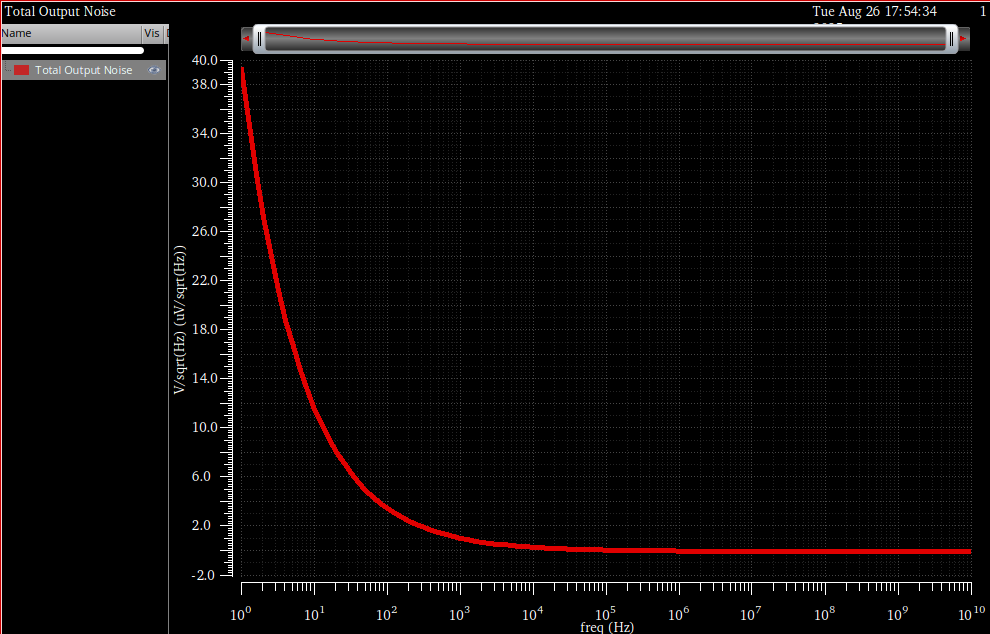 Total Output Noise
Tue Aug 26 17:54:34 1
Name Vis
Total Output Noise
40.0
38.0
34.0
30.0
26.0
22.0
18.0
14.0
10.0
6.0
2.0
-2.0
V/sqrt(Hz) (uV/sqrt(Hz))
10⁰ 10¹ 10² 10³ 10⁴ 10⁵ 10⁶ 10⁷ 10⁸ 10⁹ 10¹⁰
freq (Hz)